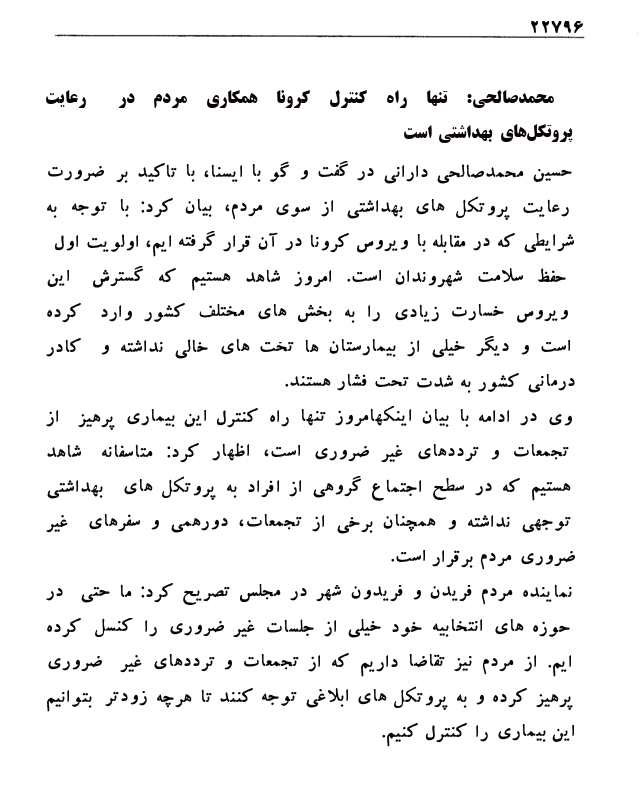 ۲۲۷۹۶
محمدصالحی: تنها راه کنترل کرونا همکاری مردم در رعایت
پروتکل‌های بهداشتی است
حسین محمدصالحی دارانی در گفت و گو با ایسنا، با تاکید بر ضرورت
رعایت پروتکل های بهداشتی از سوی مردم، بیان کرد: با توجه به
شرایطی که در مقابله با ویروس کرونا در آن قرار گرفته ایم، اولویت اول
حفظ سلامت شهروندان است. امروز شاهد هستیم که گسترش این
ویروس خسارت زیادی را به بخش های مختلف کشور وارد کرده
است و دیگر خیلی از بیمارستان ها تخت های خالی نداشته و کادر
درمانی کشور به شدت تحت فشار هستند.
وی در ادامه با بیان اینکهامروز تنها راه کنترل این بیماری پرهیز از
تجمعات و ترددهای غیر ضروری است، اظهار کرد: متاسفانه شاهد
هستیم که در سطح اجتماع گروهی از افراد به پروتکل های بهداشتی
توجهی نداشته و همچنان برخی از تجمعات، دورهمی و سفرهای غیر
ضروری مردم برقرار است.
نماینده مردم فریدن و فریدون شهر در مجلس تصریح کرد: ما حتی در
حوزه های انتخابیه خود خیلی از جلسات غیر ضروری را کنسل کرده
ایم. از مردم نیز تقاضا داریم که از تجمعات و ترددهای غیر ضروری
پرهیز کرده و به پروتکل های ابلاغی توجه کنند تا هرچه زودتر بتوانیم
این بیماری را کنترل کنیم.